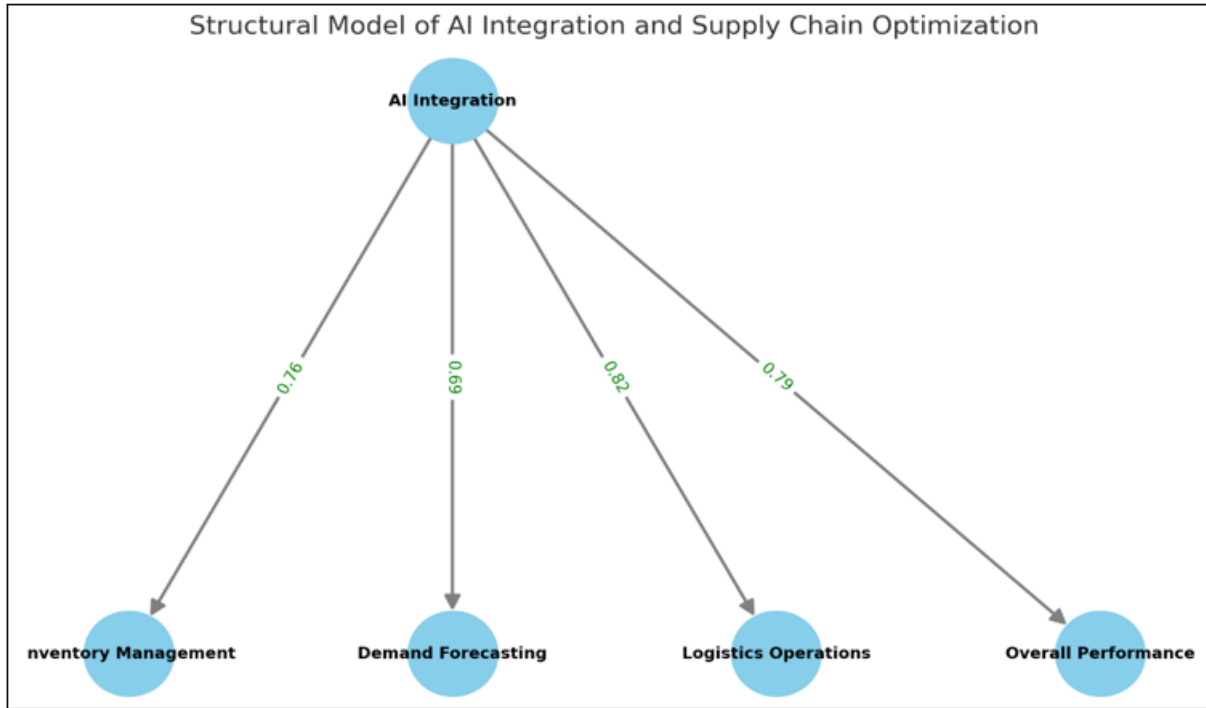 Structural Model of AI Integration and Supply Chain Optimization
AI Integration
0.76
0.69
0.82
0.79
nventory Management
Demand Forecasting
Logistics Operations
Overall Performance